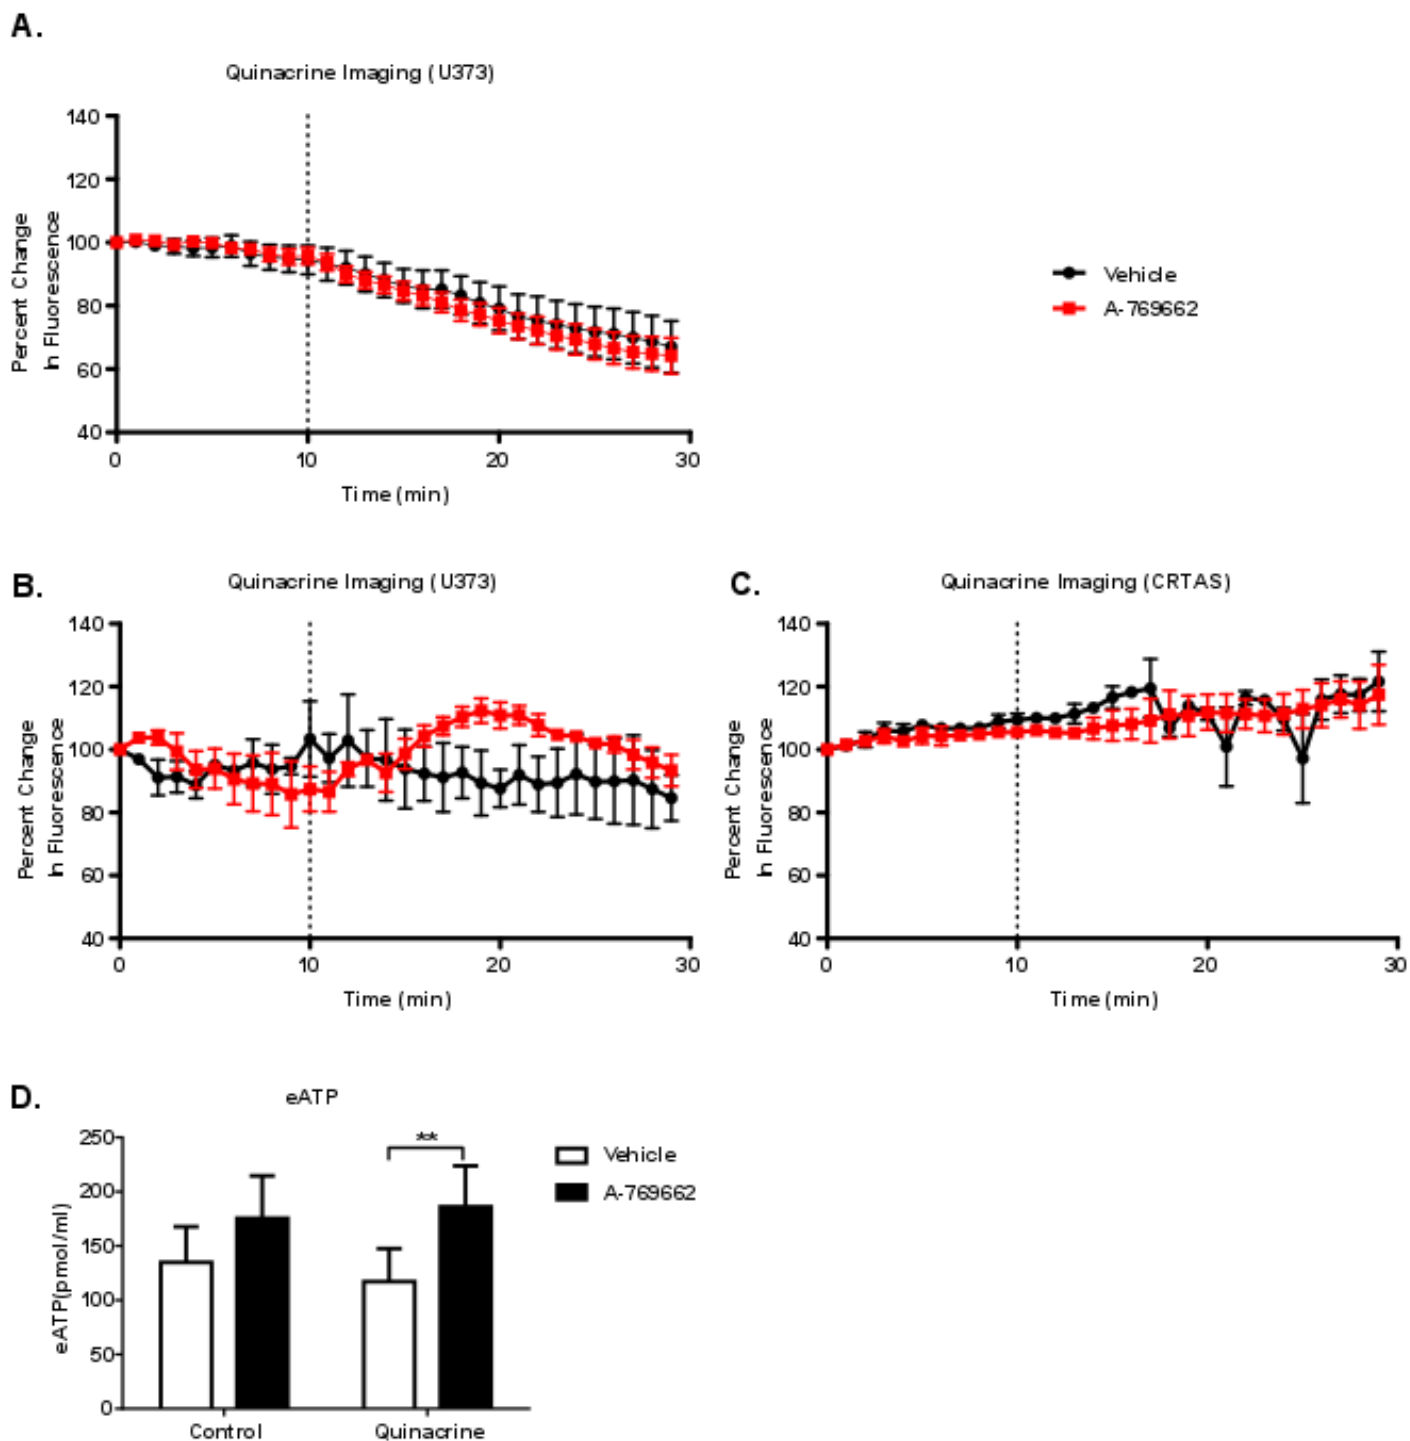 A.
Quinacrine Imaging (U373)
140
120
100
80
60
40
Percent Change
In Fluorescence
0 10 20 30
Time (min)
Vehicle
A-769662
B.
Quinacrine Imaging (U373)
140
120
100
80
60
40
Percent Change
In Fluorescence
0 10 20 30
Time (min)
C.
Quinacrine Imaging (CRTAS)
140
120
100
80
60
40
Percent Change
In Fluorescence
0 10 20 30
Time (min)
D.
eATP
250
200
150
100
50
0
eATP(pmol/ml)
**
Vehicle
A-769662
Control Quinacrine